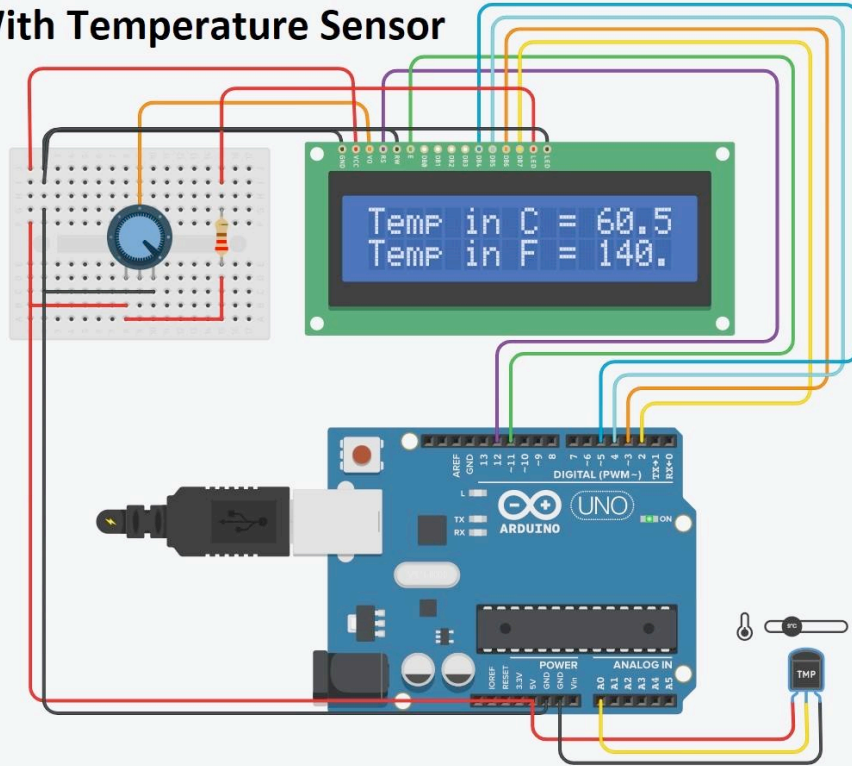 With Temperature Sensor
GND VCC VO RS RW E DB0 DB1 DB2 DB3 DB4 DB5 DB6 DB7 LED LED
Temp in C = 60.5
Temp in F = 140.
AREF GND 13 12 ~11 ~10 ~9 8 7 ~6 ~5 4 ~3 2 TX→1 RX←0
DIGITAL (PWM~)
L
TX
RX
UNO
ARDUINO
ON
5°C
TMP
POWER
ANALOG IN
IOREF RESET 3.3V 5V GND GND Vin A0 A1 A2 A3 A4 A5